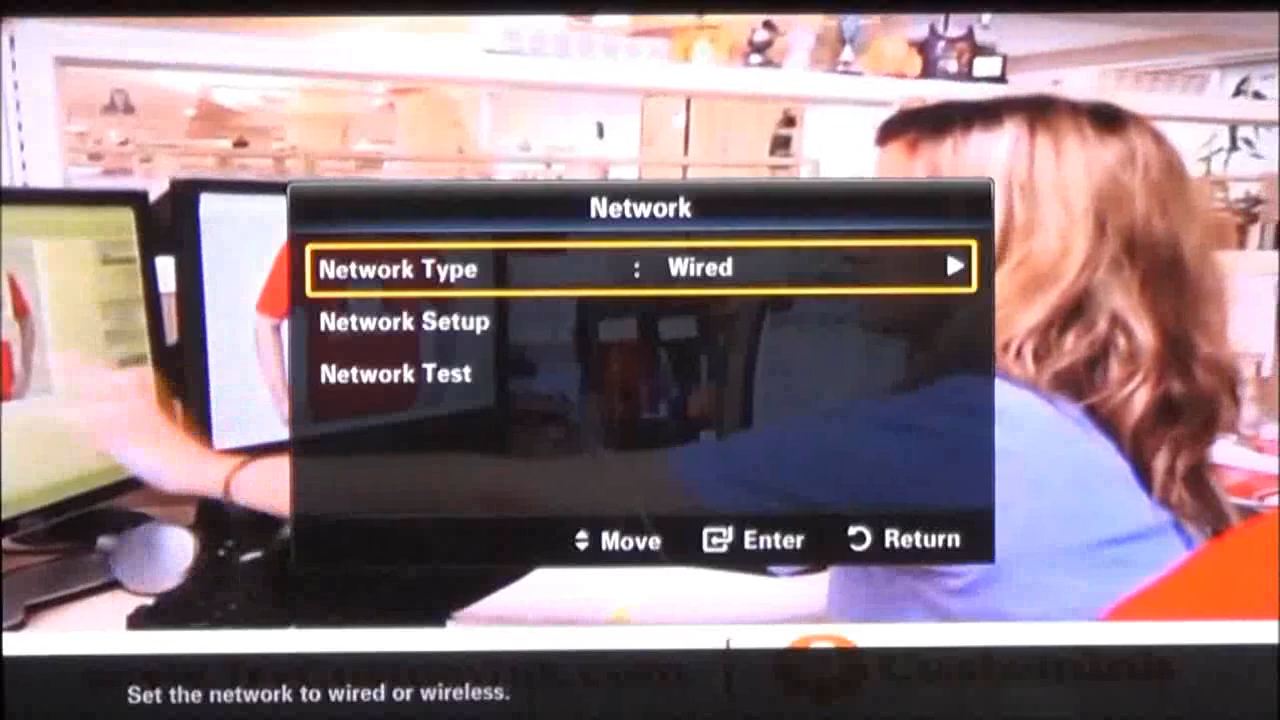 Network
Network Type : Wired
Network Setup
Network Test
Move Enter Return
Set the network to wired or wireless.